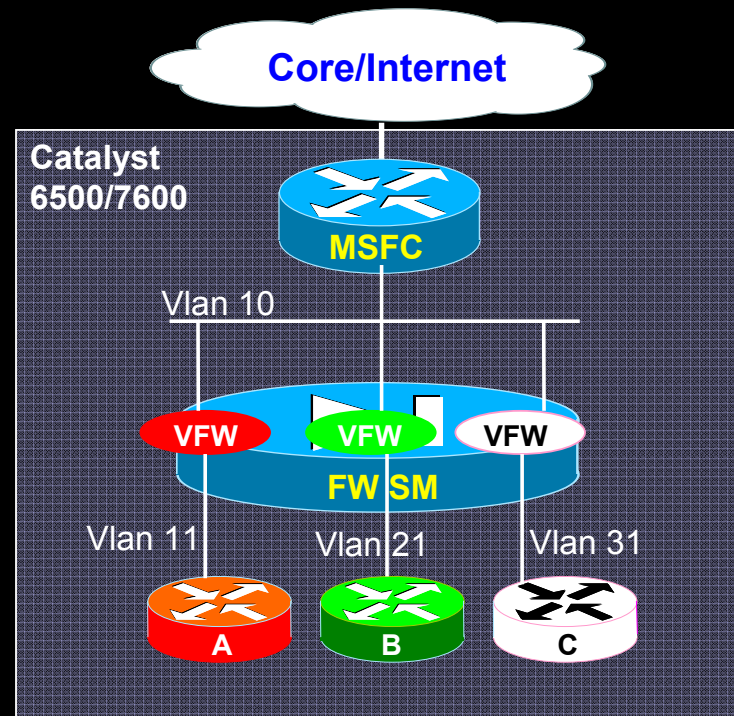 Core/Internet
Catalyst
6500/7600
MSFC
Vlan 10
VFW VFW VFW
FW SM
Vlan 11 Vlan 21 Vlan 31
A B C